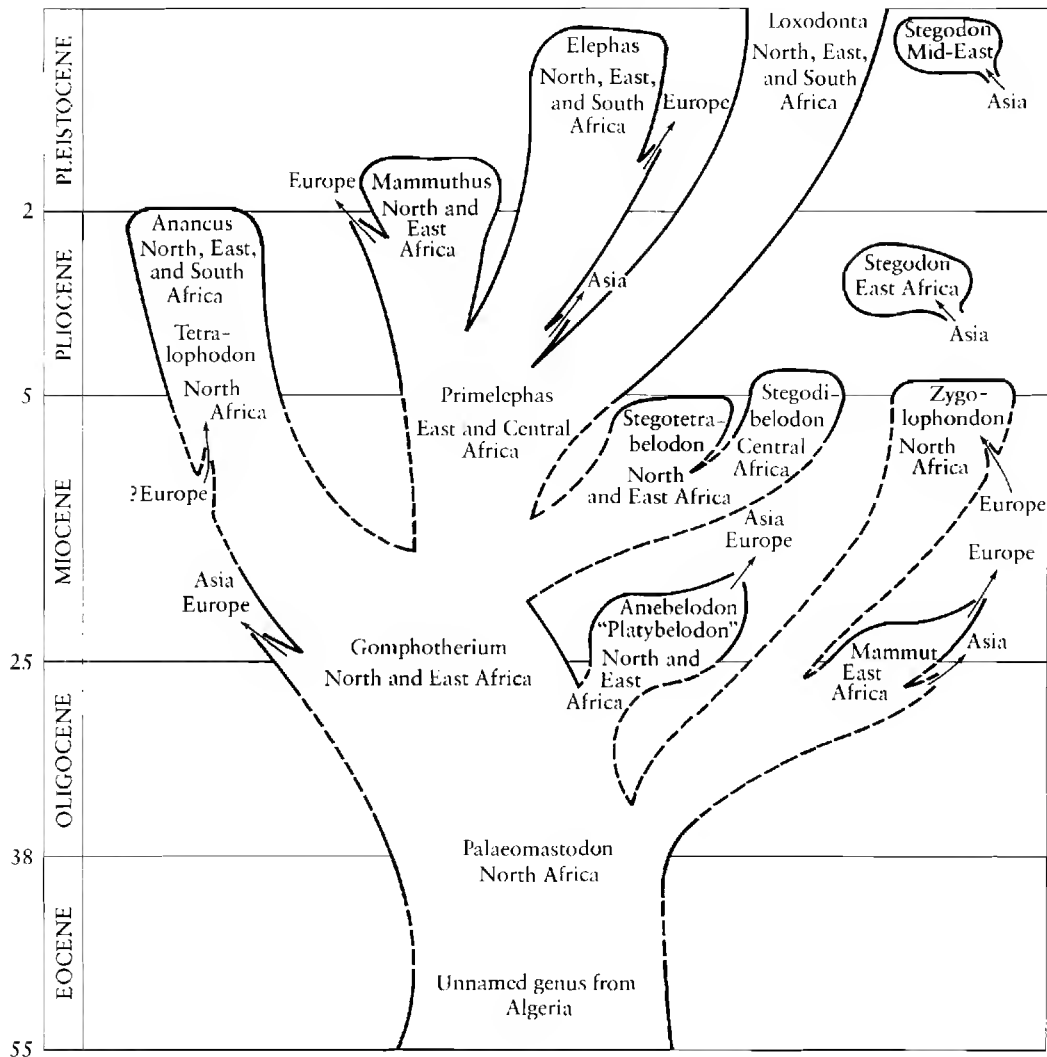 PLEISTOCENE
2
PLIOCENE
5
MIOCENE
25
OLIGOCENE
38
EOCENE
55
Loxodonta
North, East,
and South
Africa
Stegodon
Mid-East
Asia
Elephas
North, East,
and South
Africa
Europe
Europe
Mammuthus
North and
East
Africa
Anancus
North, East,
and South
Africa
Tetra-
lophodon
North
Africa
?Europe
Asia
Stegodon
East Africa
Asia
Primelephas
East and Central
Africa
Stegotetra-
belodon
North
and East Africa
Stegodi-
belodon
Central
Africa
Zygo-
lophondon
North
Africa
Europe
Asia
Europe
Asia
Europe
Amebelodon
"Platybelodon"
North and
East
Africa
Europe
Mammut
East
Africa
Asia
Gomphotherium
North and East Africa
Palaeomastodon
North Africa
Unnamed genus from
Algeria